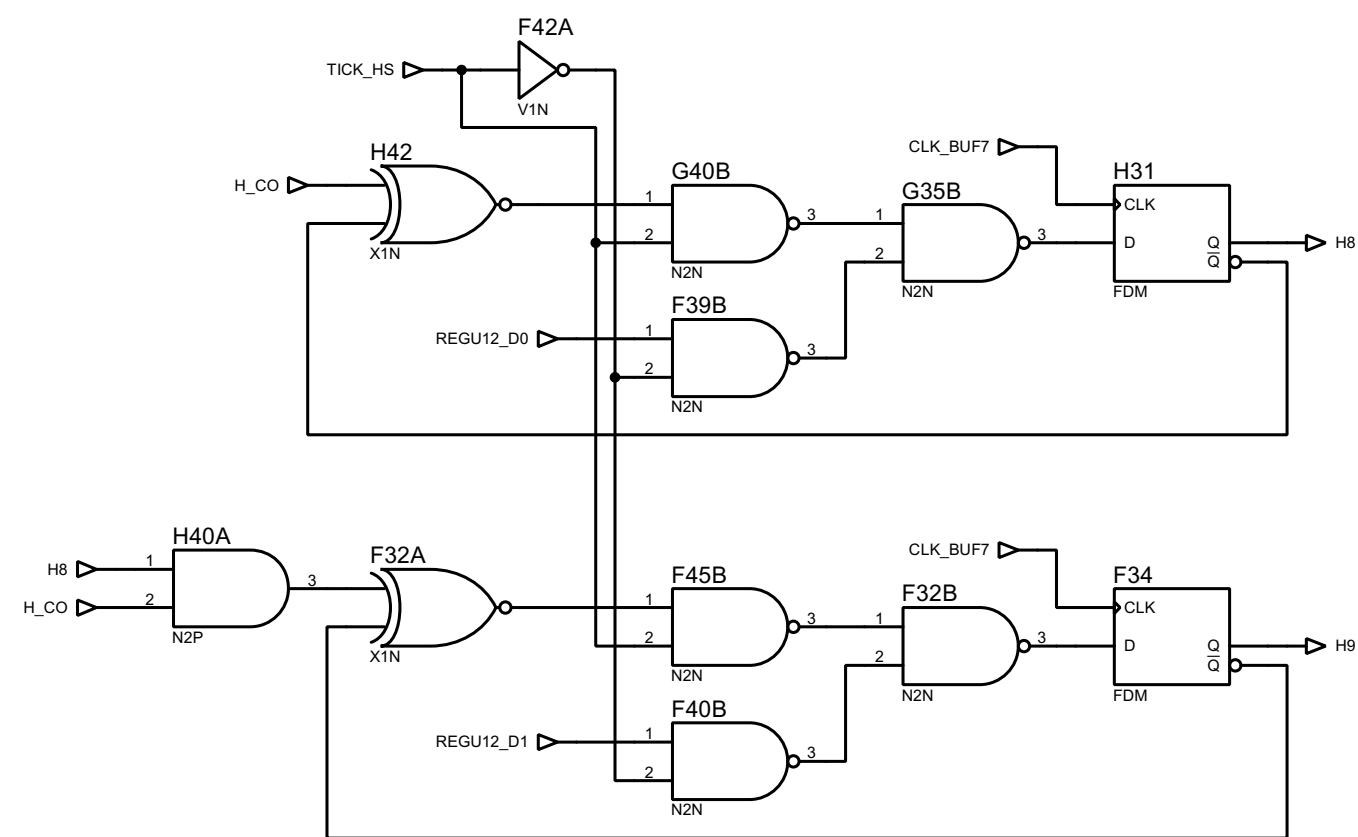 F42A
TICK_HS
V1N
H42
H_CO
X1N
G40B
1
2
3
N2N
CLK_BUF7
G35B
1
2
3
N2N
H31
CLK
D
Q
Q
FDM
H8
F39B
REGU12_D0
1
2
3
N2N
H40A
H8
1
H_CO
2
3
N2P
F32A
X1N
F45B
1
2
3
N2N
CLK_BUF7
F32B
1
2
3
N2N
F34
CLK
D
Q
Q
FDM
H9
F40B
REGU12_D1
1
2
3
N2N